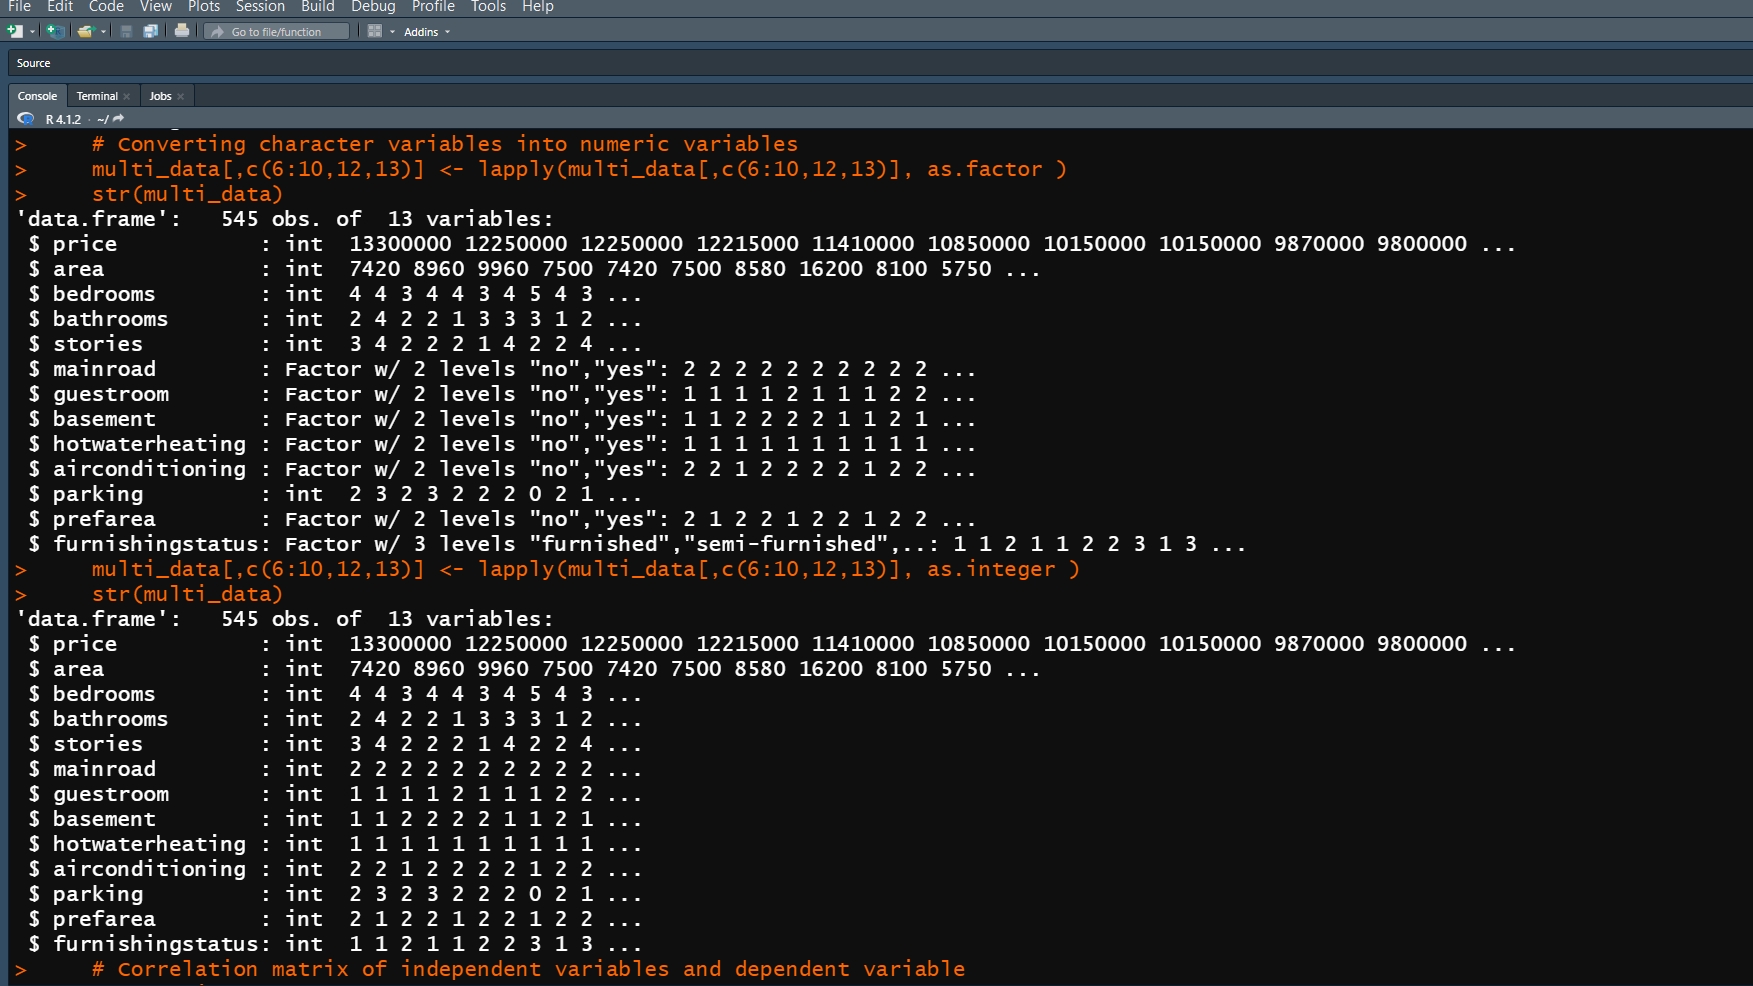 File Edit Code View Plots Session Build Debug Profile Tools Help
Go to file/function Addins
Source
Console Terminal Jobs
R 4.1.2 · ~/
> # Converting character variables into numeric variables
> multi_data[,c(6:10,12,13)] <- lapply(multi_data[,c(6:10,12,13)], as.factor )
> str(multi_data)
'data.frame': 545 obs. of 13 variables:
$ price : int 13300000 12250000 12250000 12215000 11410000 10850000 10150000 10150000 9870000 9800000 ...
$ area : int 7420 8960 9960 7500 7420 7500 8580 16200 8100 5750 ...
$ bedrooms : int 4 4 3 4 4 3 4 5 4 3 ...
$ bathrooms : int 2 4 2 2 1 3 3 3 1 2 ...
$ stories : int 3 4 2 2 2 1 4 2 2 4 ...
$ mainroad : Factor w/ 2 levels "no","yes": 2 2 2 2 2 2 2 2 2 2 ...
$ guestroom : Factor w/ 2 levels "no","yes": 1 1 1 1 2 1 1 1 2 2 ...
$ basement : Factor w/ 2 levels "no","yes": 1 1 2 2 2 2 1 1 2 1 ...
$ hotwaterheating : Factor w/ 2 levels "no","yes": 1 1 1 1 1 1 1 1 1 1 ...
$ airconditioning : Factor w/ 2 levels "no","yes": 2 2 1 2 2 2 2 1 2 2 ...
$ parking : int 2 3 2 3 2 2 2 0 2 1 ...
$ prefarea : Factor w/ 2 levels "no","yes": 2 1 2 2 1 2 2 1 2 2 ...
$ furnishingstatus: Factor w/ 3 levels "furnished","semi-furnished",..: 1 1 2 1 1 2 2 3 1 3 ...
> multi_data[,c(6:10,12,13)] <- lapply(multi_data[,c(6:10,12,13)], as.integer )
> str(multi_data)
'data.frame': 545 obs. of 13 variables:
$ price : int 13300000 12250000 12250000 12215000 11410000 10850000 10150000 10150000 9870000 9800000 ...
$ area : int 7420 8960 9960 7500 7420 7500 8580 16200 8100 5750 ...
$ bedrooms : int 4 4 3 4 4 3 4 5 4 3 ...
$ bathrooms : int 2 4 2 2 1 3 3 3 1 2 ...
$ stories : int 3 4 2 2 2 1 4 2 2 4 ...
$ mainroad : int 2 2 2 2 2 2 2 2 2 2 ...
$ guestroom : int 1 1 1 1 2 1 1 1 2 2 ...
$ basement : int 1 1 2 2 2 2 1 1 2 1 ...
$ hotwaterheating : int 1 1 1 1 1 1 1 1 1 1 ...
$ airconditioning : int 2 2 1 2 2 2 2 1 2 2 ...
$ parking : int 2 3 2 3 2 2 2 0 2 1 ...
$ prefarea : int 2 1 2 2 1 2 2 1 2 2 ...
$ furnishingstatus: int 1 1 2 1 1 2 2 3 1 3 ...
> # Correlation matrix of independent variables and dependent variable